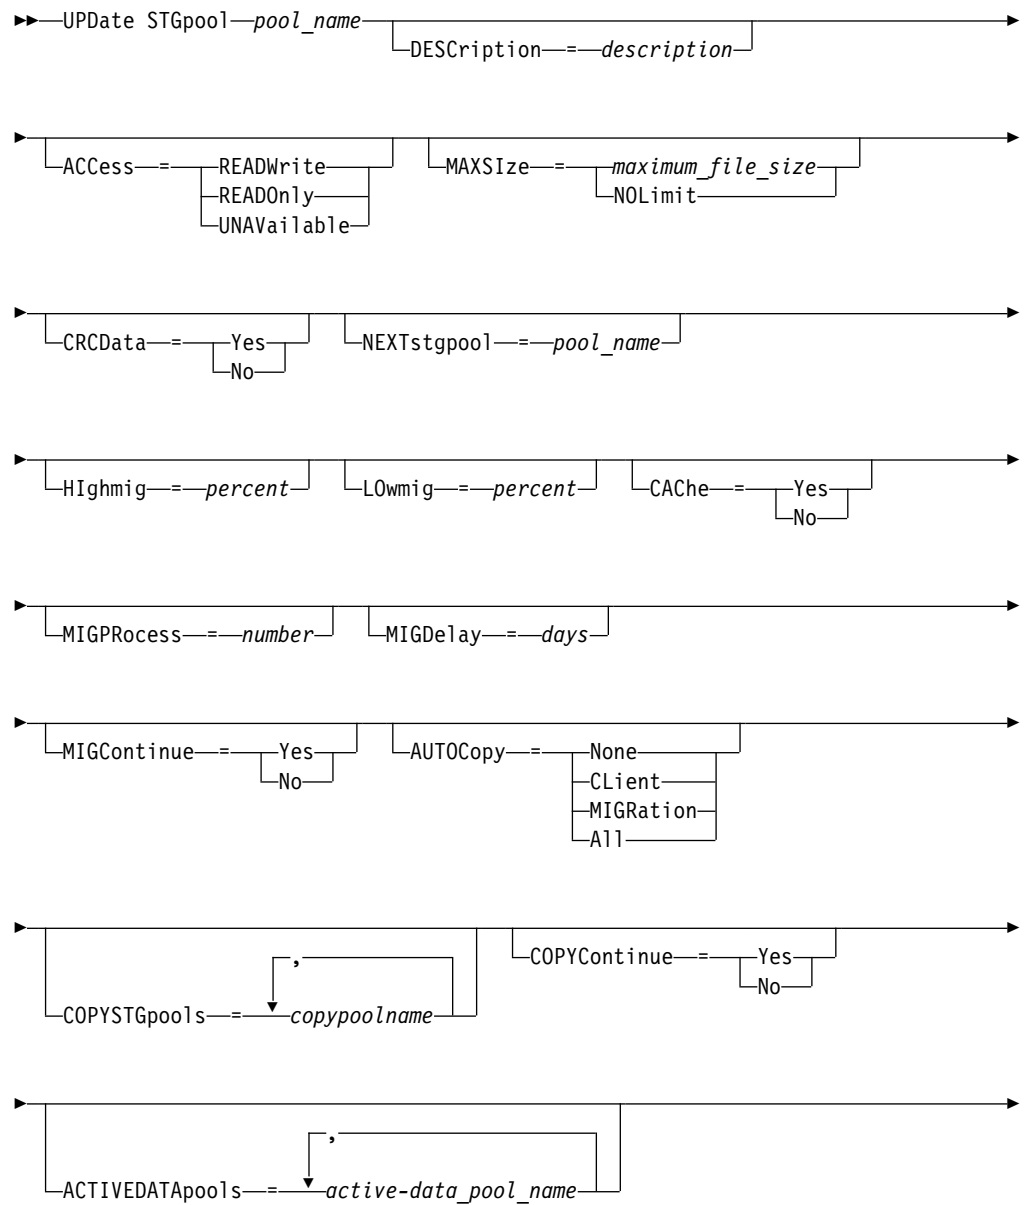 UPDate STGpool pool_name
DESCription = description
ACCess = READWrite
READOnly
UNAVailable
MAXSIze = maximum_file_size
NOLimit
CRCData = Yes
No
NEXTstgpool = pool_name
HIghmig = percent
LOwmig = percent
CAChe = Yes
No
MIGPRocess = number
MIGDelay = days
MIGContinue = Yes
No
AUTOCopy = None
CLient
MIGRation
All
,
COPYSTGpools = copypoolname
COPYContinue = Yes
No
,
ACTIVEDATApools = active-data_pool_name